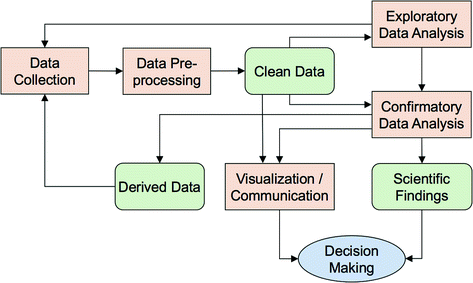 Exploratory
Data Analysis
Data
Collection
Data Pre-
processing
Clean Data
Confirmatory
Data Analysis
Derived Data
Visualization /
Communication
Scientific
Findings
Decision
Making